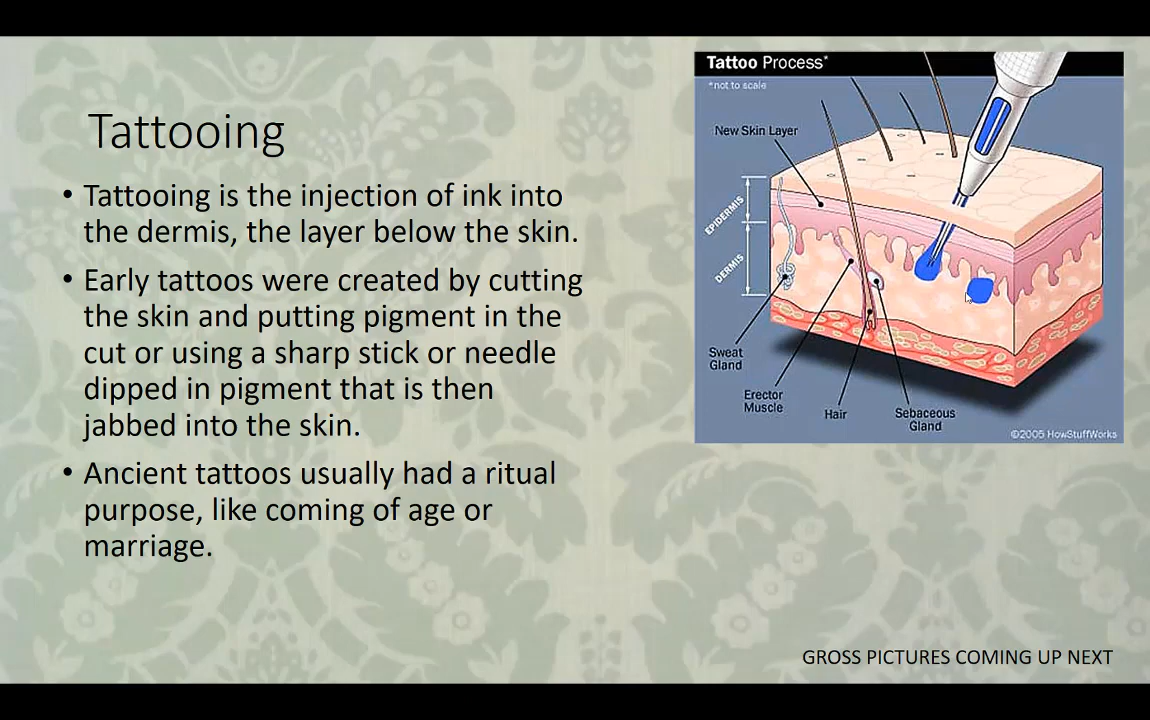 Tattooing
• Tattooing is the injection of ink into
the dermis, the layer below the skin.
• Early tattoos were created by cutting
the skin and putting pigment in the
cut or using a sharp stick or needle
dipped in pigment that is then
jabbed into the skin.
• Ancient tattoos usually had a ritual
purpose, like coming of age or
marriage.
Tattoo Process*
*not to scale
New Skin Layer
EPIDERMIS
DERMIS
Sweat
Gland
Erector
Muscle
Hair
Sebaceous
Gland
©2005 HowStuffWorks
GROSS PICTURES COMING UP NEXT